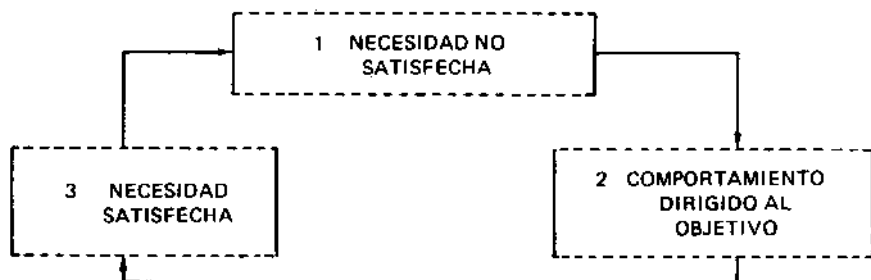 1 NECESIDAD NO
SATISFECHA
3 NECESIDAD
SATISFECHA
2 COMPORTAMIENTO
DIRIGIDO AL
OBJETIVO